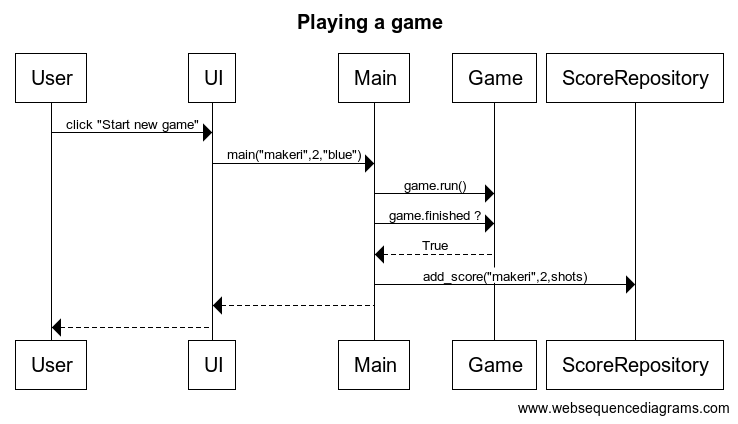 Playing a game
User UI Main Game ScoreRepository
click "Start new game"
main("makeri",2,"blue")
game.run()
game.finished ?
True
add_score("makeri",2,shots)
User UI Main Game ScoreRepository
www.websequencediagrams.com